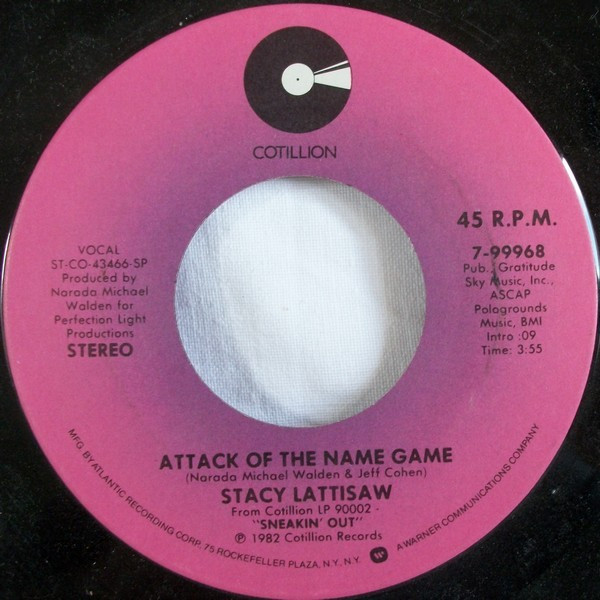 COTILLION
45 R.P.M.
7-99968
Pub., Gratitude
Sky Music, Inc.,
ASCAP
Pologrounds
Music, BMI
Intro :09
Time: 3:55
VOCAL
ST-CO-43466-SP
Produced by
Narada Michael
Walden for
Perfection Light
Productions
STEREO
ATTACK OF THE NAME GAME
(Narada Michael Walden & Jeff Cohen)
STACY LATTISAW
From Cotillion LP 90002 -
"SNEAKIN' OUT"
℗ 1982 Cotillion Records
MFG. BY ATLANTIC RECORDING CORP. 75 ROCKEFELLER PLAZA, N.Y., N.Y. A WARNER COMMUNICATIONS COMPANY